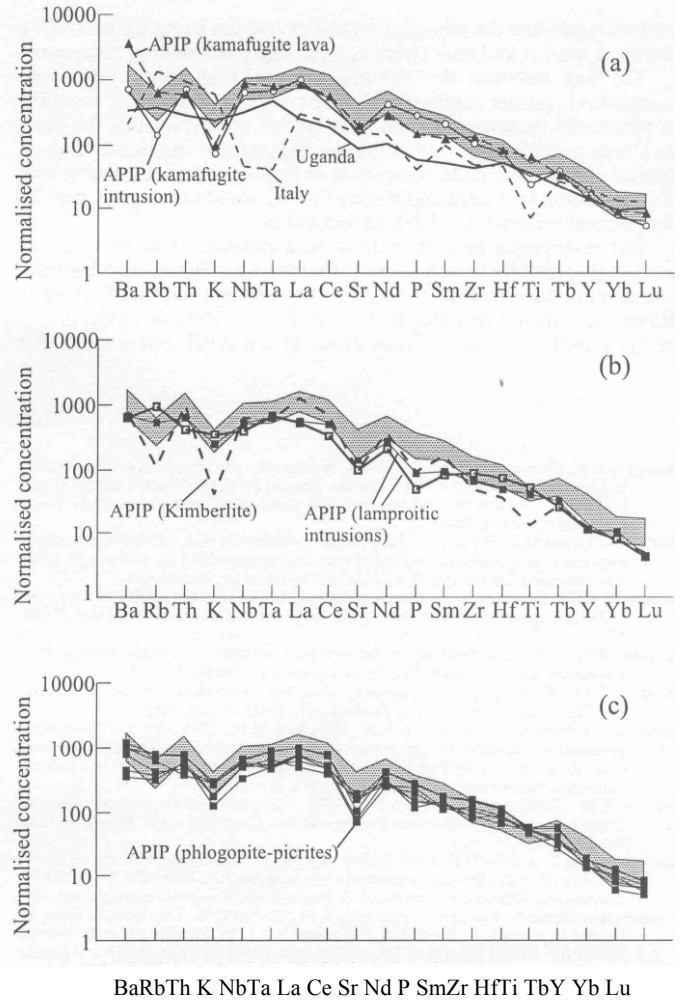 (a)
10000
1000
100
10
1
Normalised concentration
APIP (kamafugite lava)
APIP (kamafugite
intrusion)
Uganda
Italy
Ba Rb Th K Nb Ta La Ce Sr Nd P Sm Zr Hf Ti Tb Y Yb Lu
(b)
10000
1000
100
10
1
Normalised concentration
APIP (Kimberlite)
APIP (lamproitic
intrusions)
Ba Rb Th K Nb Ta La Ce Sr Nd P Sm Zr Hf Ti Tb Y Yb Lu
(c)
10000
1000
100
10
1
Normalised concentration
APIP (phlogopite-picrites)
BaRbTh K NbTa La Ce Sr Nd P SmZr HfTi TbY Yb Lu